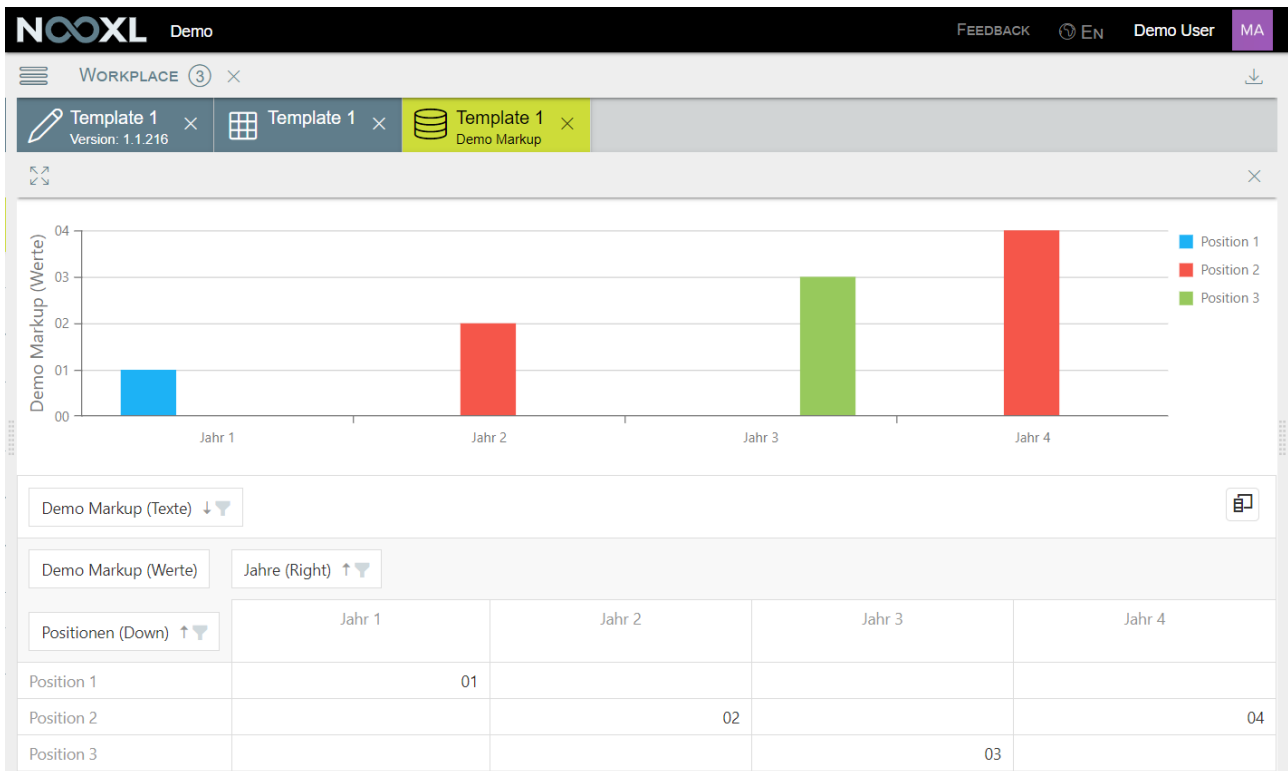 NOOXL Demo FEEDBACK EN Demo User MA
WORKPLACE 3
Template 1
Version: 1.1.216
Template 1
Template 1
Demo Markup
Demo Markup (Werte)
04
03
02
01
00
Jahr 1 Jahr 2 Jahr 3 Jahr 4
Position 1
Position 2
Position 3
Demo Markup (Texte)
Demo Markup (Werte) Jahre (Right)
Positionen (Down) Jahr 1 Jahr 2 Jahr 3 Jahr 4
Position 1 01
Position 2 02 04
Position 3 03